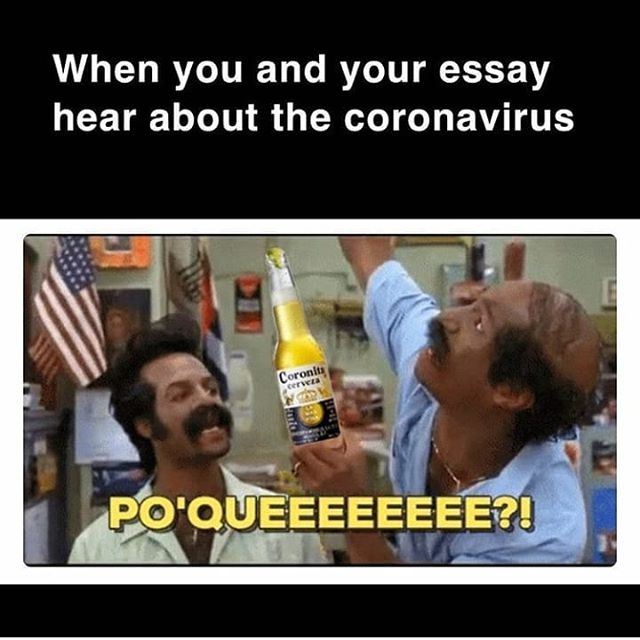 When you and your essay
hear about the coronavirus
Coronita
cerveza
PO'QUEEEEEEEEE?!